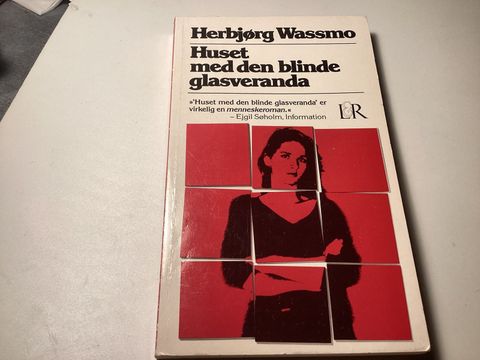 Herbjørg Wassmo
Huset
med den blinde
glasveranda
»'Huset med den blinde glasveranda' er
virkelig en menneskeroman.«
– Ejgil Søholm, Information
L&R